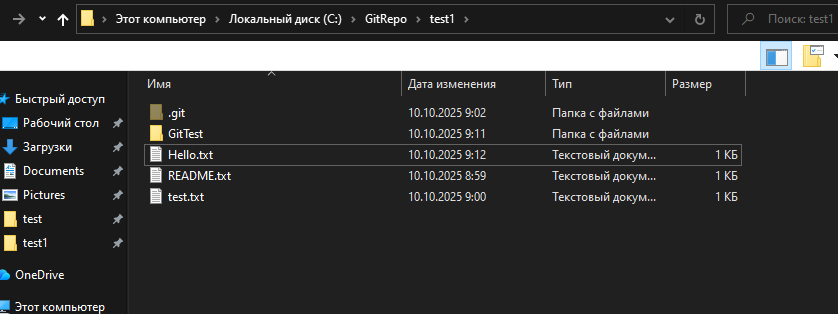 Этот компьютер › Локальный диск (C:) › GitRepo › test1 ›
Поиск: test1
Имя Дата изменения Тип Размер
Быстрый доступ
Рабочий стол
Загрузки
Documents
Pictures
test
test1
OneDrive
Этот компьютер
.git 10.10.2025 9:02 Папка с файлами
GitTest 10.10.2025 9:11 Папка с файлами
Hello.txt 10.10.2025 9:12 Текстовый докум... 1 КБ
README.txt 10.10.2025 8:59 Текстовый докум... 1 КБ
test.txt 10.10.2025 9:00 Текстовый докум... 1 КБ